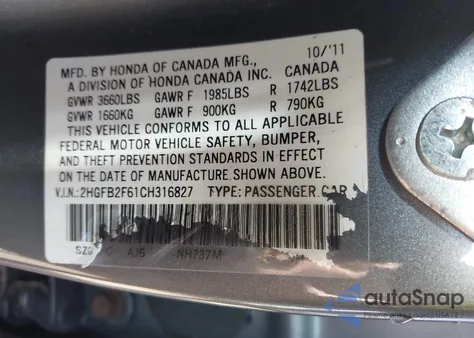 MFD. BY HONDA OF CANADA MFG., 10/'11
A DIVISION OF HONDA CANADA INC. CANADA
GVWR 3660LBS GAWR F 1985LBS R 1742LBS
GVWR 1660KG GAWR F 900KG R 790KG
THIS VEHICLE CONFORMS TO ALL APPLICABLE
FEDERAL MOTOR VEHICLE SAFETY, BUMPER,
AND THEFT PREVENTION STANDARDS IN EFFECT
ON THE DATE OF MANUFACTURE SHOWN ABOVE.
V.I.N.:2HGFB2F61CH316827 TYPE: PASSENGER CAR
AJ6 NH737M
autoSnap